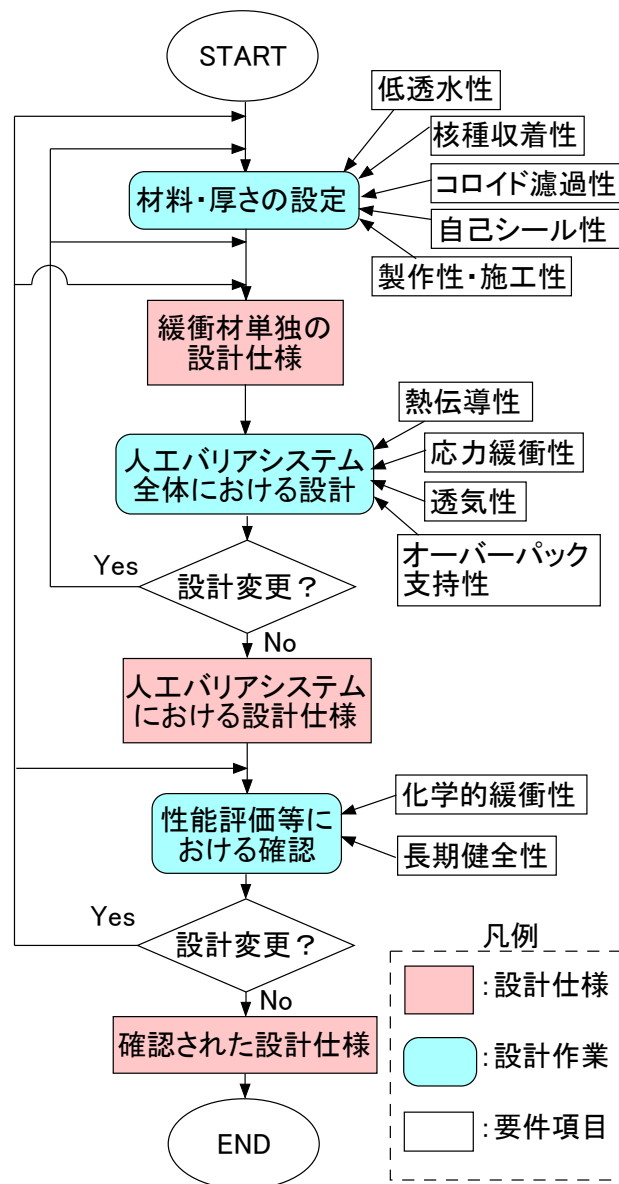 START
低透水性
核種収着性
コロイド濾過性
自己シール性
製作性・施工性
材料・厚さの設定
緩衝材単独の
設計仕様
熱伝導性
応力緩衝性
透気性
オーバーパック
支持性
人工バリアシステム
全体における設計
Yes
設計変更？
No
人工バリアシステム
における設計仕様
化学的緩衝性
長期健全性
性能評価等に
おける確認
Yes
設計変更？
No
確認された設計仕様
END
凡例
:設計仕様
:設計作業
:要件項目